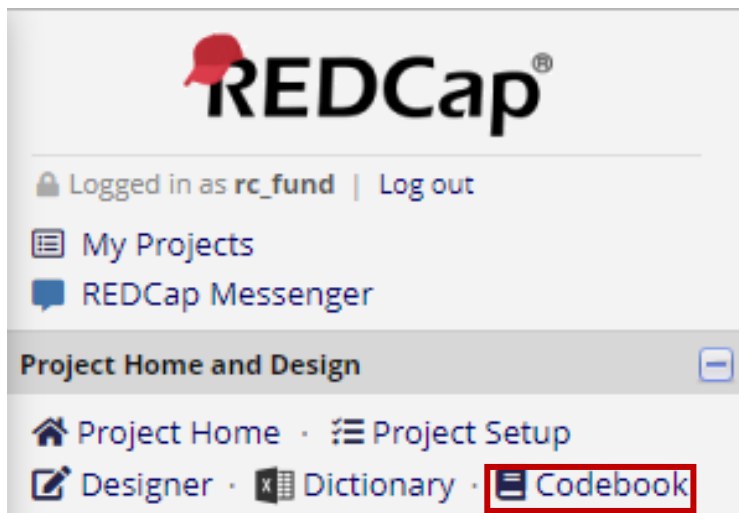 REDCap®
Logged in as rc_fund | Log out
My Projects
REDCap Messenger
Project Home and Design
Project Home · Project Setup
Designer · Dictionary · Codebook